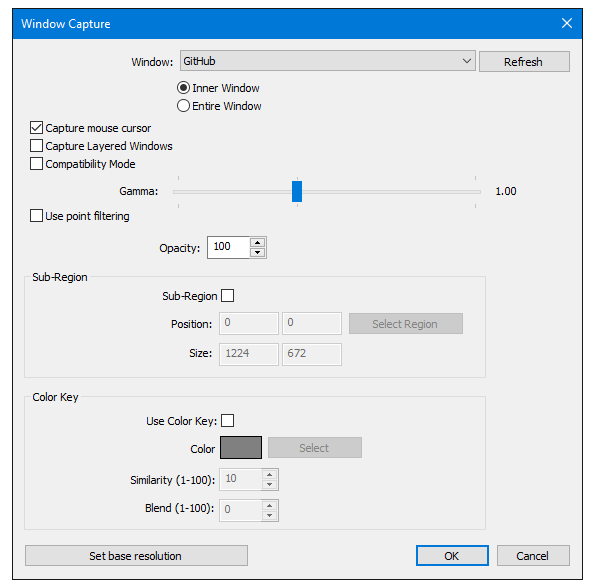 Window Capture
Window: GitHub Refresh
Inner Window
Entire Window
Capture mouse cursor
Capture Layered Windows
Compatibility Mode
Gamma: 1.00
Use point filtering
Opacity: 100
Sub-Region
Sub-Region
Position: 0 0 Select Region
Size: 1224 672
Color Key
Use Color Key:
Color Select
Similarity (1-100): 10
Blend (1-100): 0
Set base resolution OK Cancel